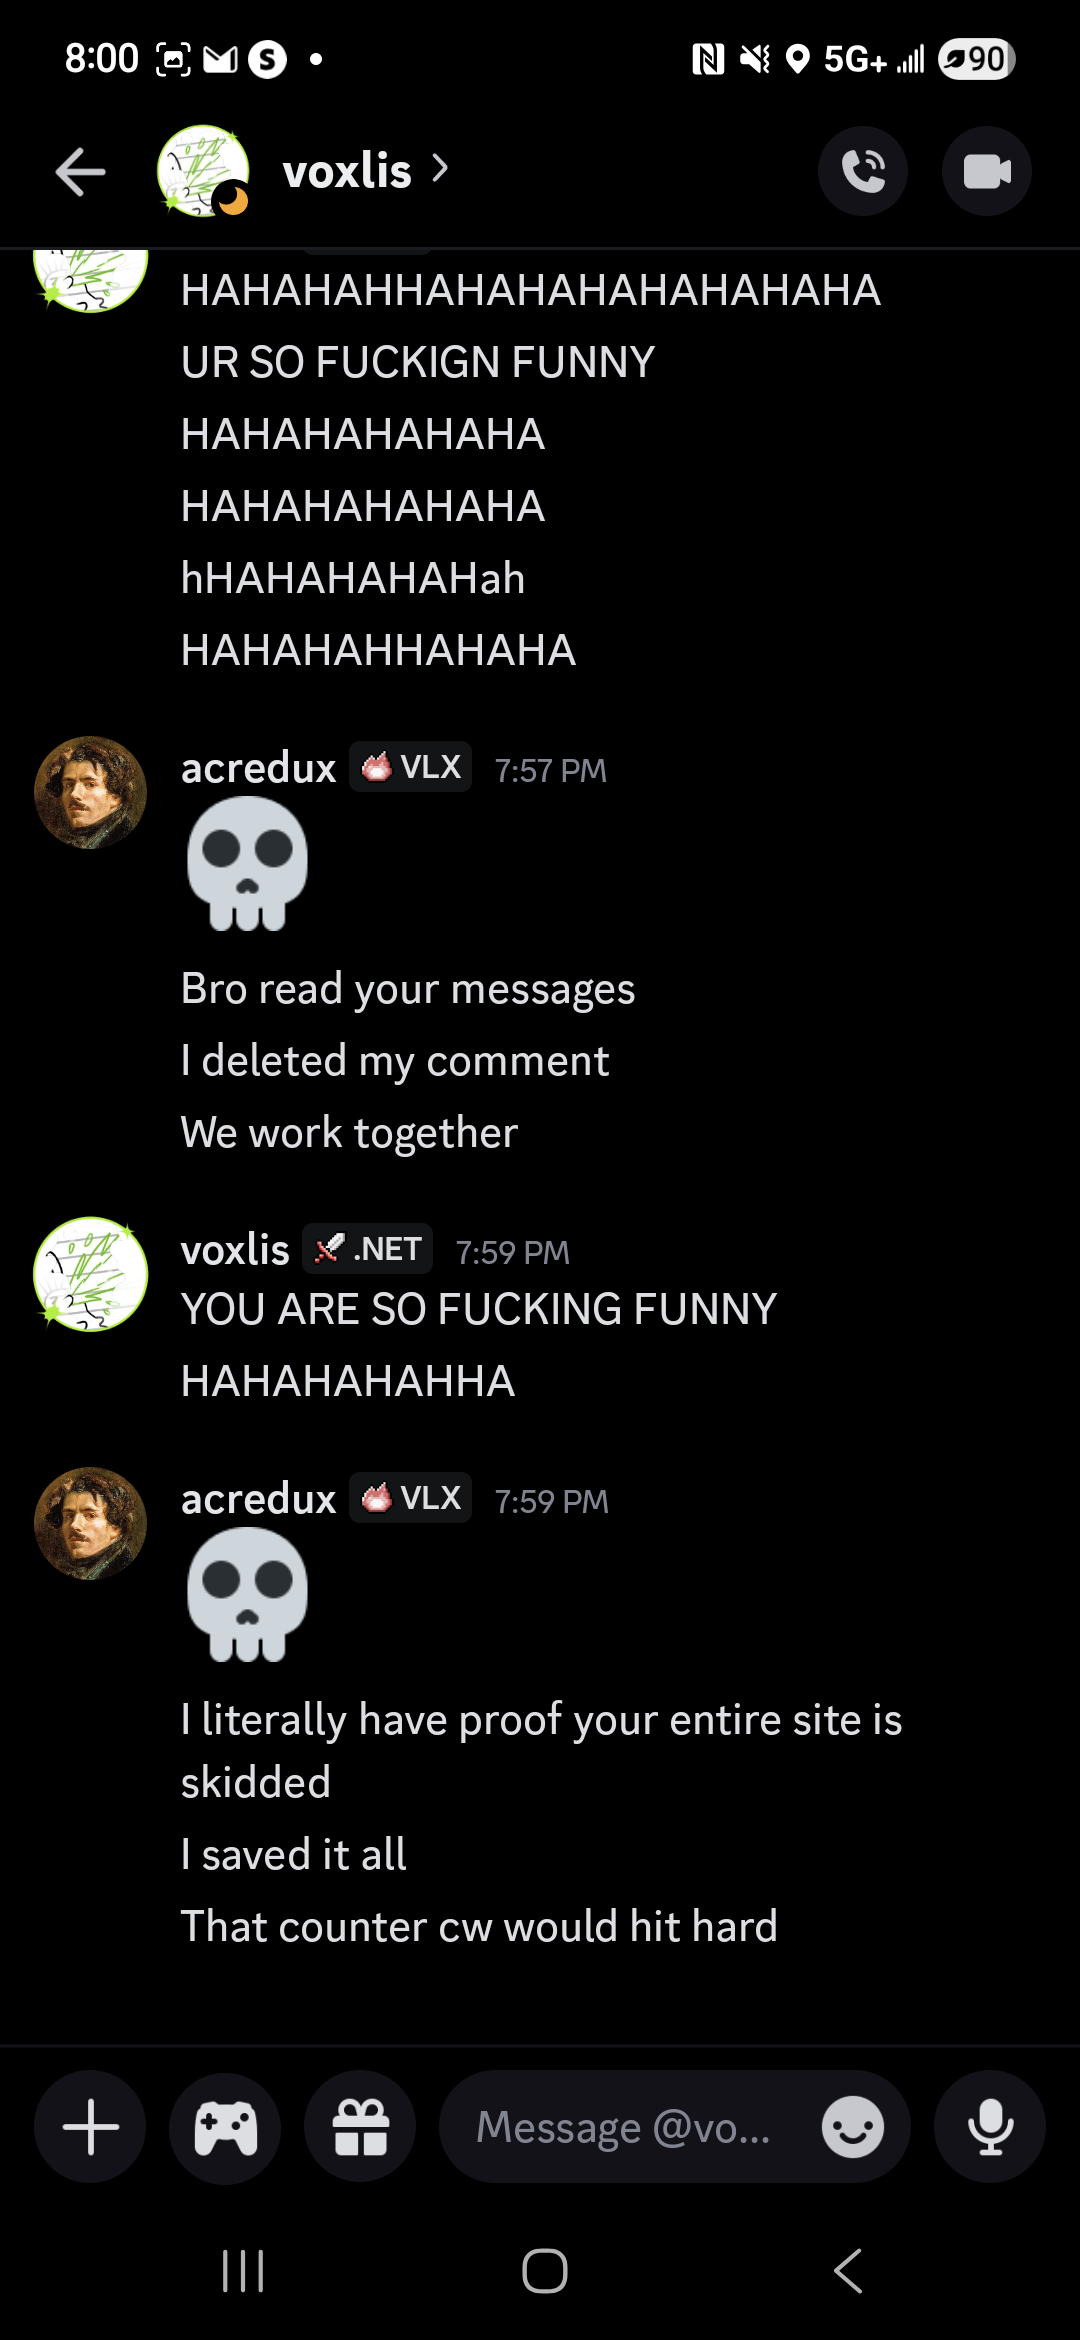 8:00
S
5G+
90
voxlis
HAHAHAHHAHAHAHAHAHAHAHA
UR SO FUCKIGN FUNNY
HAHAHAHAHAHA
HAHAHAHAHAHA
hHAHAHAHAHah
HAHAHAHHAHAHA
acredux VLX 7:57 PM
Bro read your messages
I deleted my comment
We work together
voxlis .NET 7:59 PM
YOU ARE SO FUCKING FUNNY
HAHAHAHAHHA
acredux VLX 7:59 PM
I literally have proof your entire site is
skidded
I saved it all
That counter cw would hit hard
Message @vo...